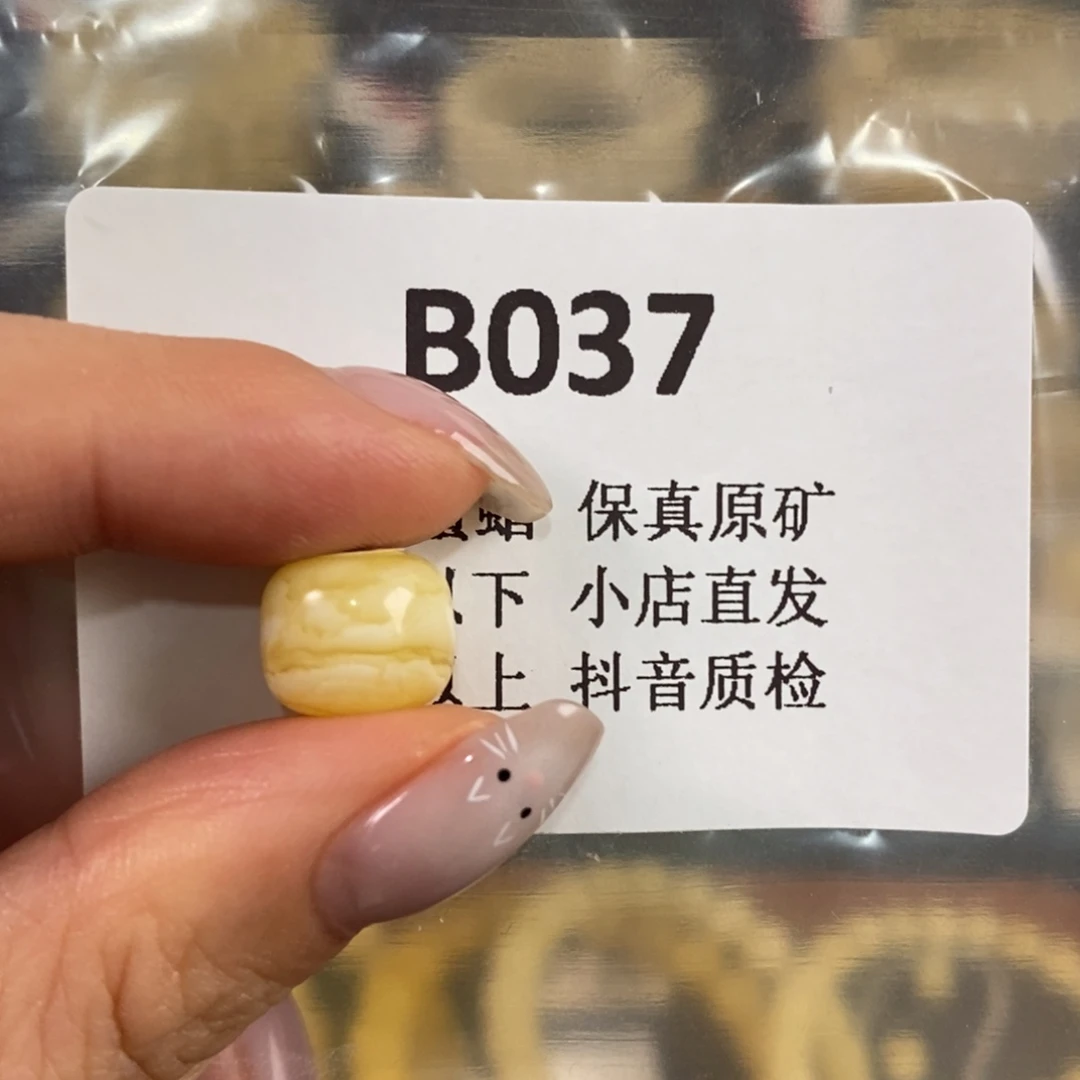 B037
保真原矿
下 小店直发
上 抖音质检